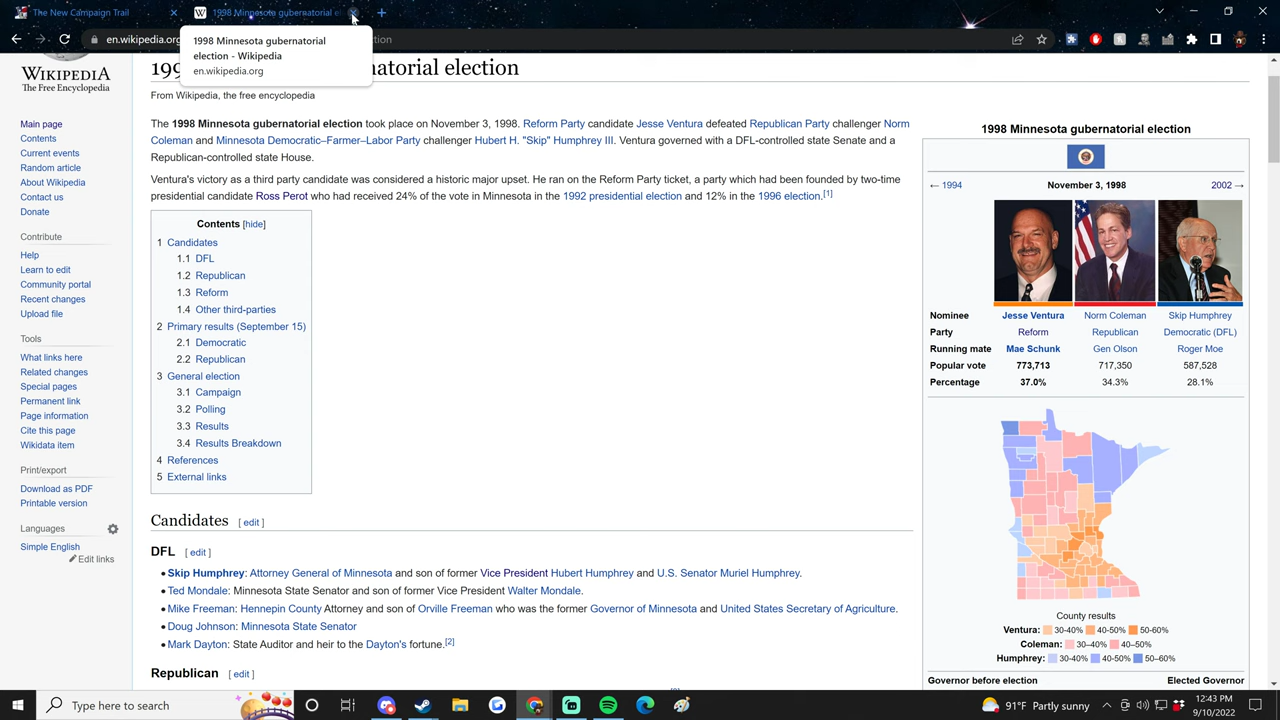 The New Campaign Trail
1998 Minnesota gubernatorial el
1998 Minnesota gubernatorial
election - Wikipedia
en.wikipedia.org
WIKIPEDIA
The Free Encyclopedia
Main page
Contents
Current events
Random article
About Wikipedia
Contact us
Donate
Contribute
Help
Learn to edit
Community portal
Recent changes
Upload file
Tools
What links here
Related changes
Special pages
Permanent link
Page information
Cite this page
Wikidata item
Print/export
Download as PDF
Printable version
Languages
Simple English
Edit links
From Wikipedia, the free encyclopedia
The 1998 Minnesota gubernatorial election took place on November 3, 1998. Reform Party candidate Jesse Ventura defeated Republican Party challenger Norm
Coleman and Minnesota Democratic–Farmer–Labor Party challenger Hubert H. "Skip" Humphrey III. Ventura governed with a DFL-controlled state Senate and a
Republican-controlled state House.
Ventura's victory as a third party candidate was considered a historic major upset. He ran on the Reform Party ticket, a party which had been founded by two-time
presidential candidate Ross Perot who had received 24% of the vote in Minnesota in the 1992 presidential election and 12% in the 1996 election.[1]
Contents [hide]
1 Candidates
1.1 DFL
1.2 Republican
1.3 Reform
1.4 Other third-parties
2 Primary results (September 15)
2.1 Democratic
2.2 Republican
3 General election
3.1 Campaign
3.2 Polling
3.3 Results
3.4 Results Breakdown
4 References
5 External links
Candidates [ edit ]
DFL [ edit ]
• Skip Humphrey: Attorney General of Minnesota and son of former Vice President Hubert Humphrey and U.S. Senator Muriel Humphrey.
• Ted Mondale: Minnesota State Senator and son of former Vice President Walter Mondale.
• Mike Freeman: Hennepin County Attorney and son of Orville Freeman who was the former Governor of Minnesota and United States Secretary of Agriculture.
• Doug Johnson: Minnesota State Senator
• Mark Dayton: State Auditor and heir to the Dayton's fortune.[2]
Republican [ edit ]
1998 Minnesota gubernatorial election
← 1994 November 3, 1998 2002 →
Nominee Jesse Ventura Norm Coleman Skip Humphrey
Party Reform Republican Democratic (DFL)
Running mate Mae Schunk Gen Olson Roger Moe
Popular vote 773,713 717,350 587,528
Percentage 37.0% 34.3% 28.1%
County results
Ventura: 30-40% 40-50% 50-60%
Coleman: 30–40% 40–50%
Humphrey: 30-40% 40-50% 50–60%
Governor before election Elected Governor
Type here to search
91°F Partly sunny
12:43 PM
9/10/2022